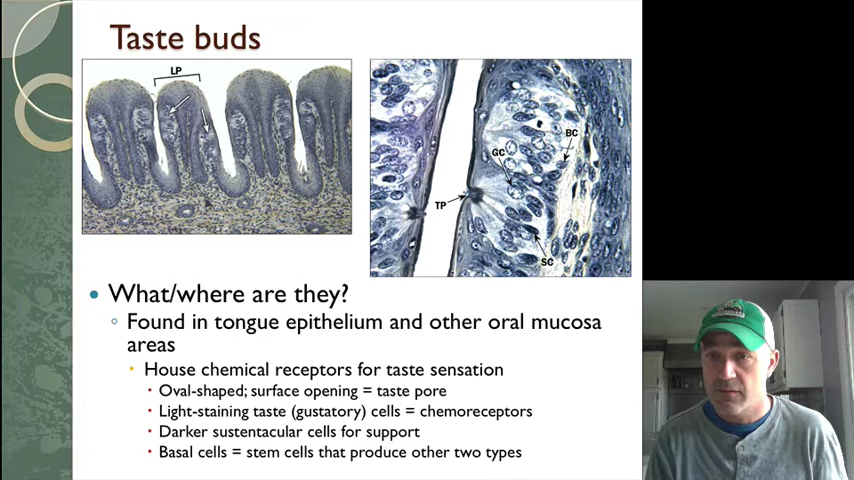 Taste buds
LP
BC
GC
TP
SC
What/where are they?
Found in tongue epithelium and other oral mucosa
areas
House chemical receptors for taste sensation
Oval-shaped; surface opening = taste pore
Light-staining taste (gustatory) cells = chemoreceptors
Darker sustentacular cells for support
Basal cells = stem cells that produce other two types